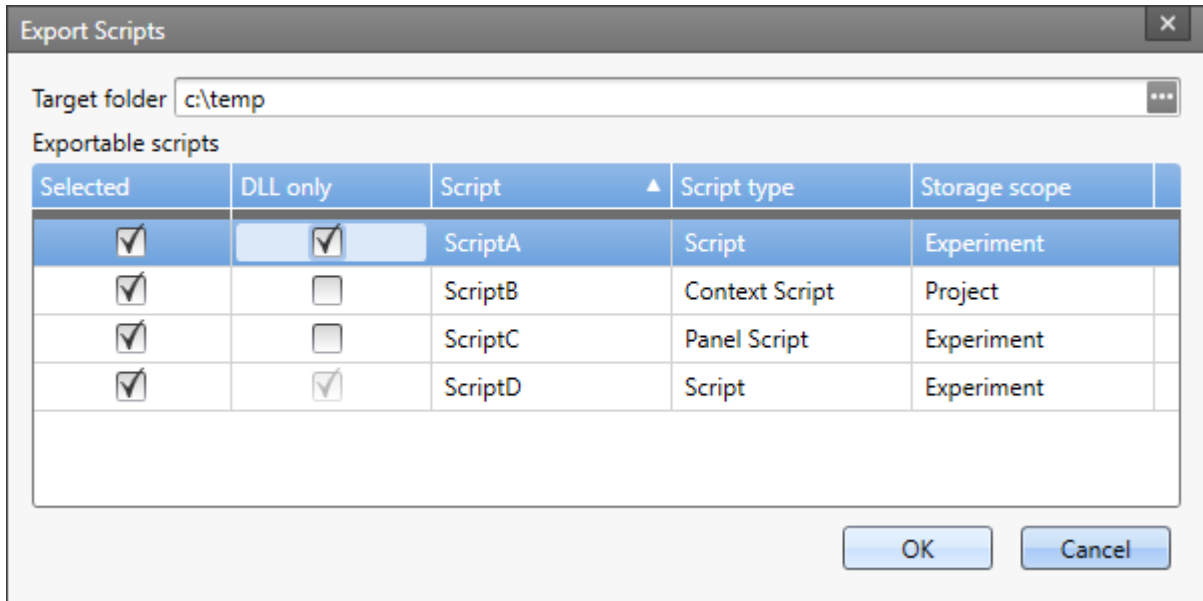 Export Scripts
Target folder c:\temp
Exportable scripts
Selected DLL only Script Script type Storage scope
ScriptA Script Experiment
ScriptB Context Script Project
ScriptC Panel Script Experiment
ScriptD Script Experiment
OK Cancel